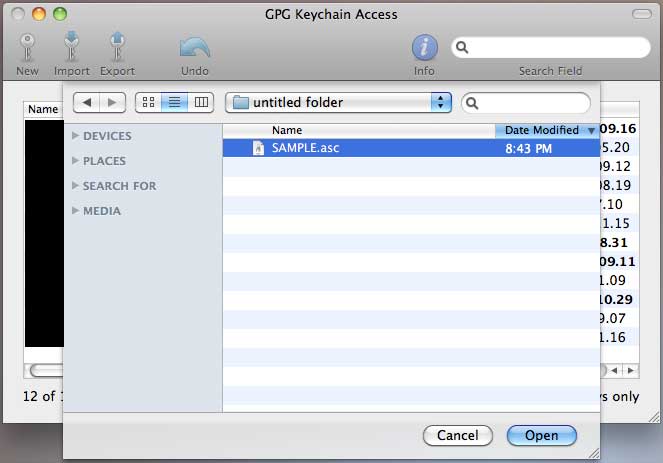 GPG Keychain Access
New Import Export Undo Info Search Field
untitled folder
Name
Name Date Modified
DEVICES
PLACES
SEARCH FOR
MEDIA
SAMPLE.asc 8:43 PM
09.16
05.20
09.12
08.19
7.10
1.15
8.31
09.11
1.09
10.29
9.07
1.16
12 of 1
s only
Cancel Open